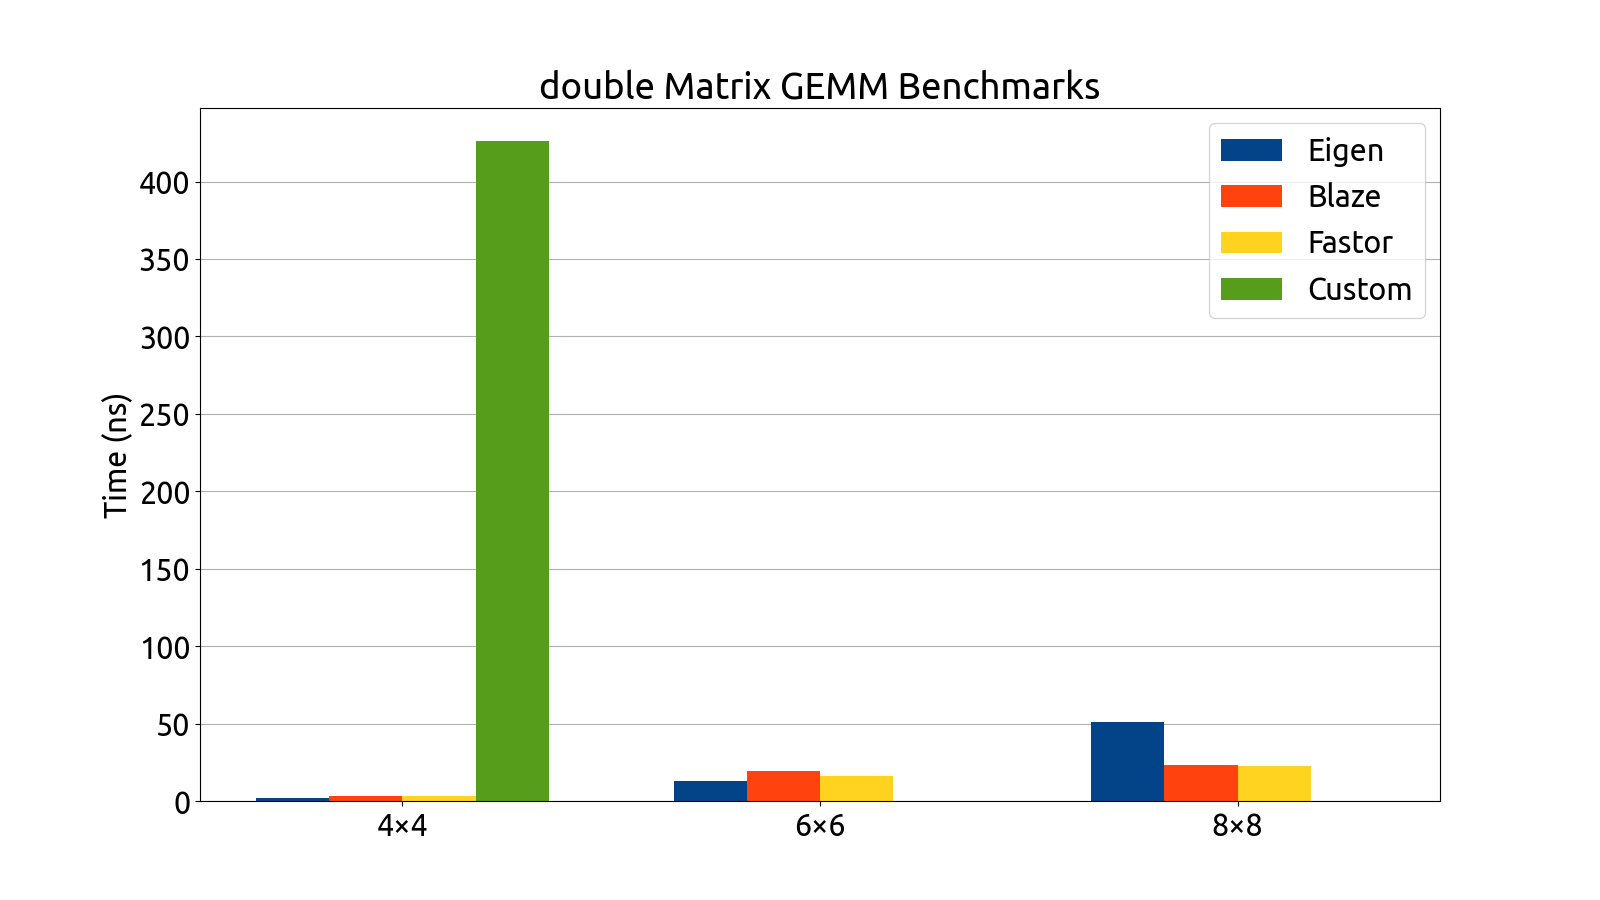 double Matrix GEMM Benchmarks
Eigen
Blaze
Fastor
Custom
Time (ns)
400
350
300
250
200
150
100
50
0
4×4
6×6
8×8